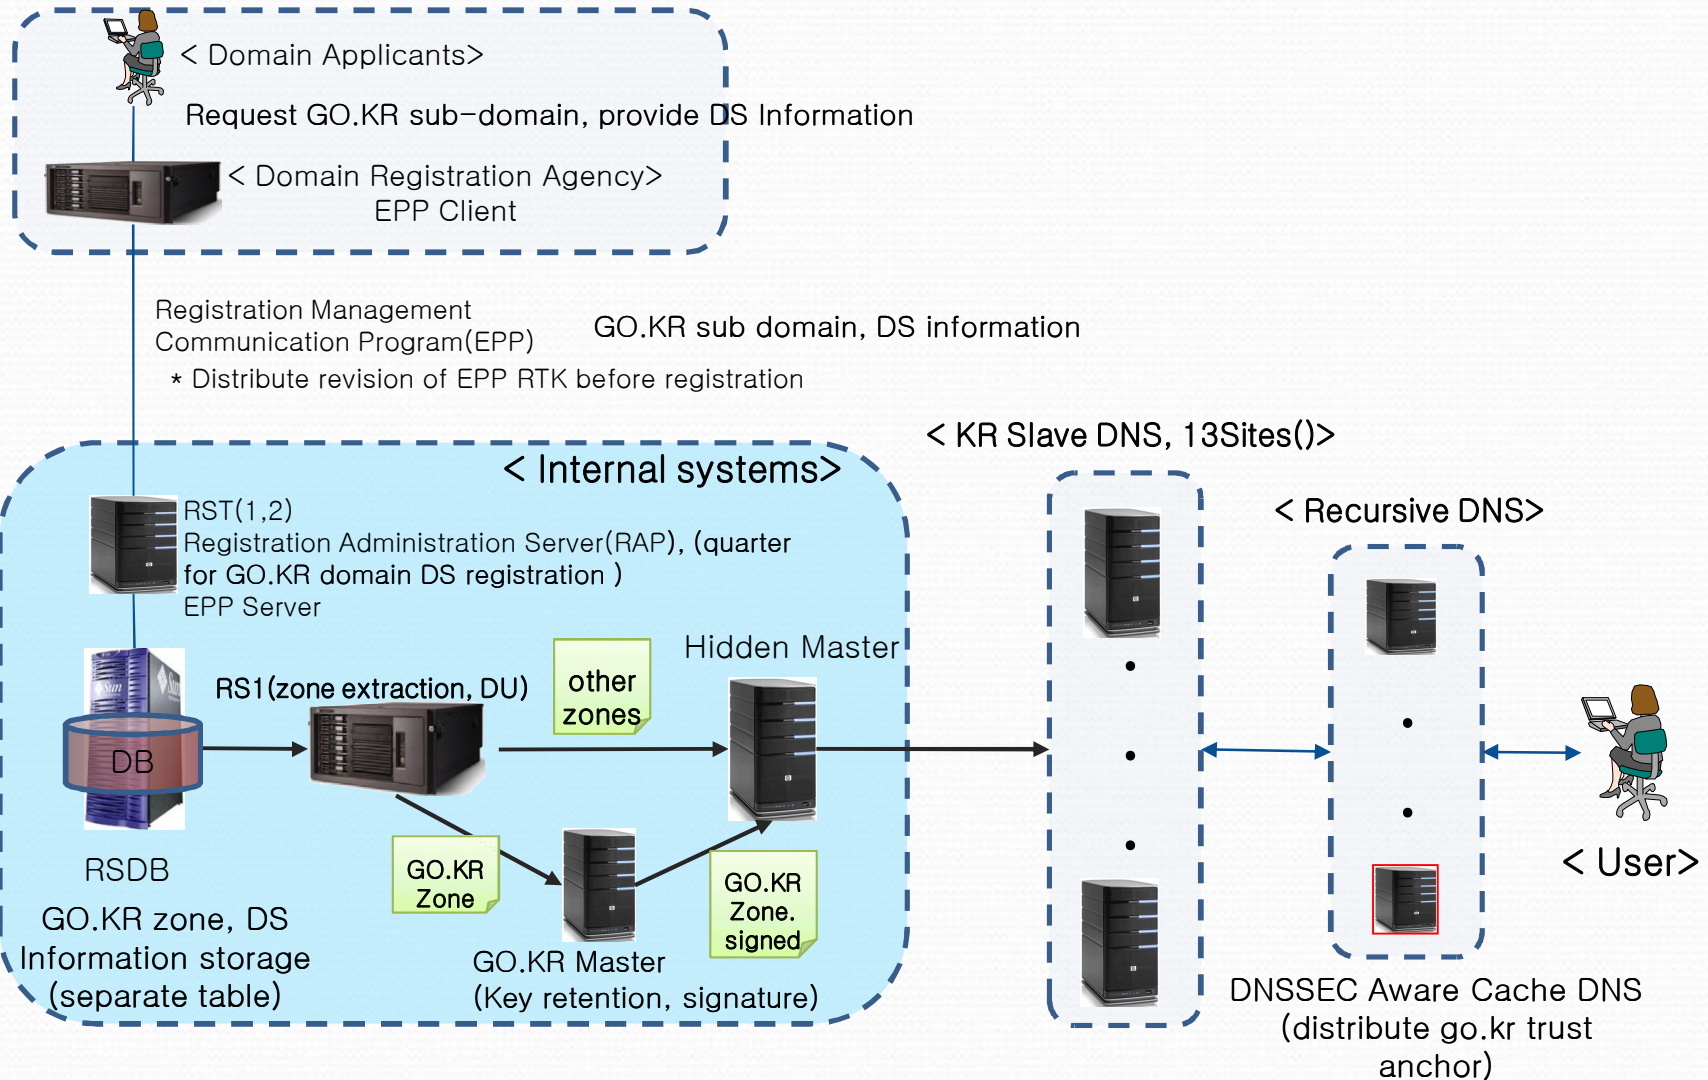 < Domain Applicants>
Request GO.KR sub-domain, provide DS Information
< Domain Registration Agency>
EPP Client
Registration Management
Communication Program(EPP)
GO.KR sub domain, DS information
* Distribute revision of EPP RTK before registration
< KR Slave DNS, 13Sites()>
< Internal systems>
RST(1,2)
Registration Administration Server(RAP), (quarter
for GO.KR domain DS registration )
EPP Server
< Recursive DNS>
Hidden Master
other
zones
RS1(zone extraction, DU)
Sun
Sun
DB
RSDB
GO.KR zone, DS
Information storage
(separate table)
GO.KR
Zone
GO.KR
Zone.
signed
GO.KR Master
(Key retention, signature)
< User>
DNSSEC Aware Cache DNS
(distribute go.kr trust
anchor)